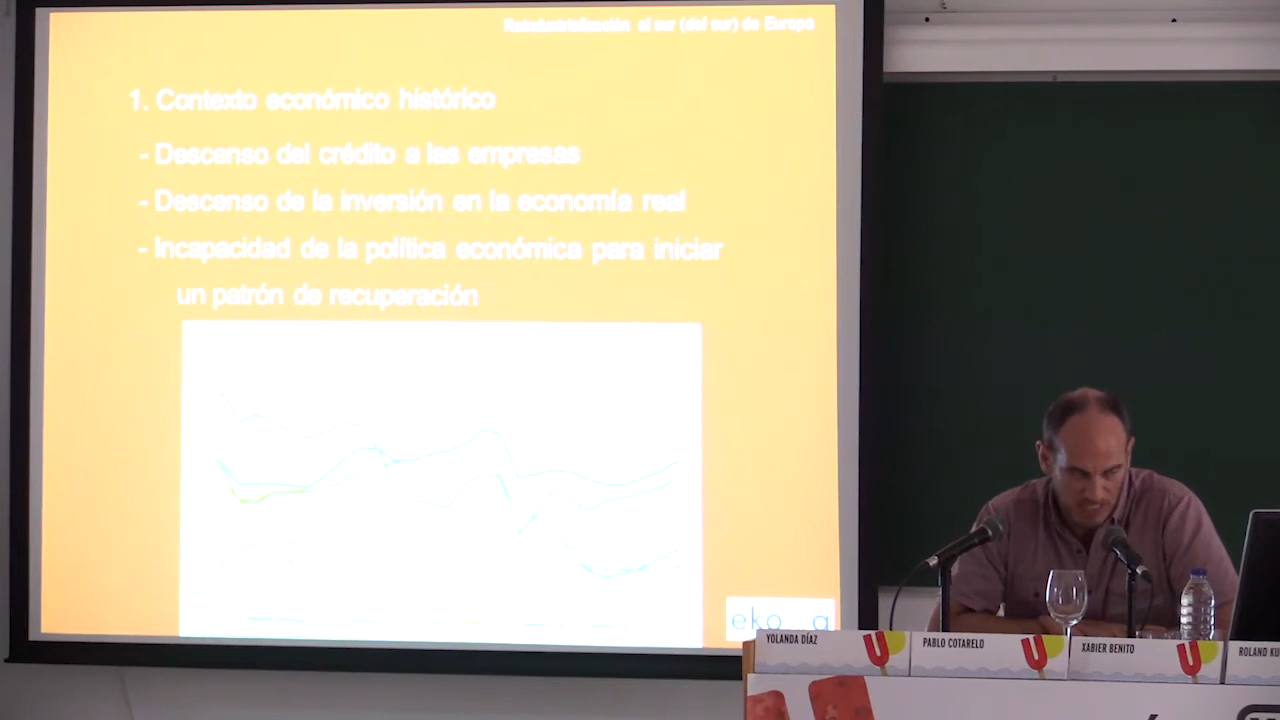 Reindustrialización al sur (del sur) de Europa
1. Contexto económico histórico
- Descenso del crédito a las empresas
- Descenso de la inversión en la economía real
- Incapacidad de la política económica para iniciar
un patrón de recuperación
YOLANDA DÍAZ
PABLO COTARELO
XABIER BENITO
ROLAND